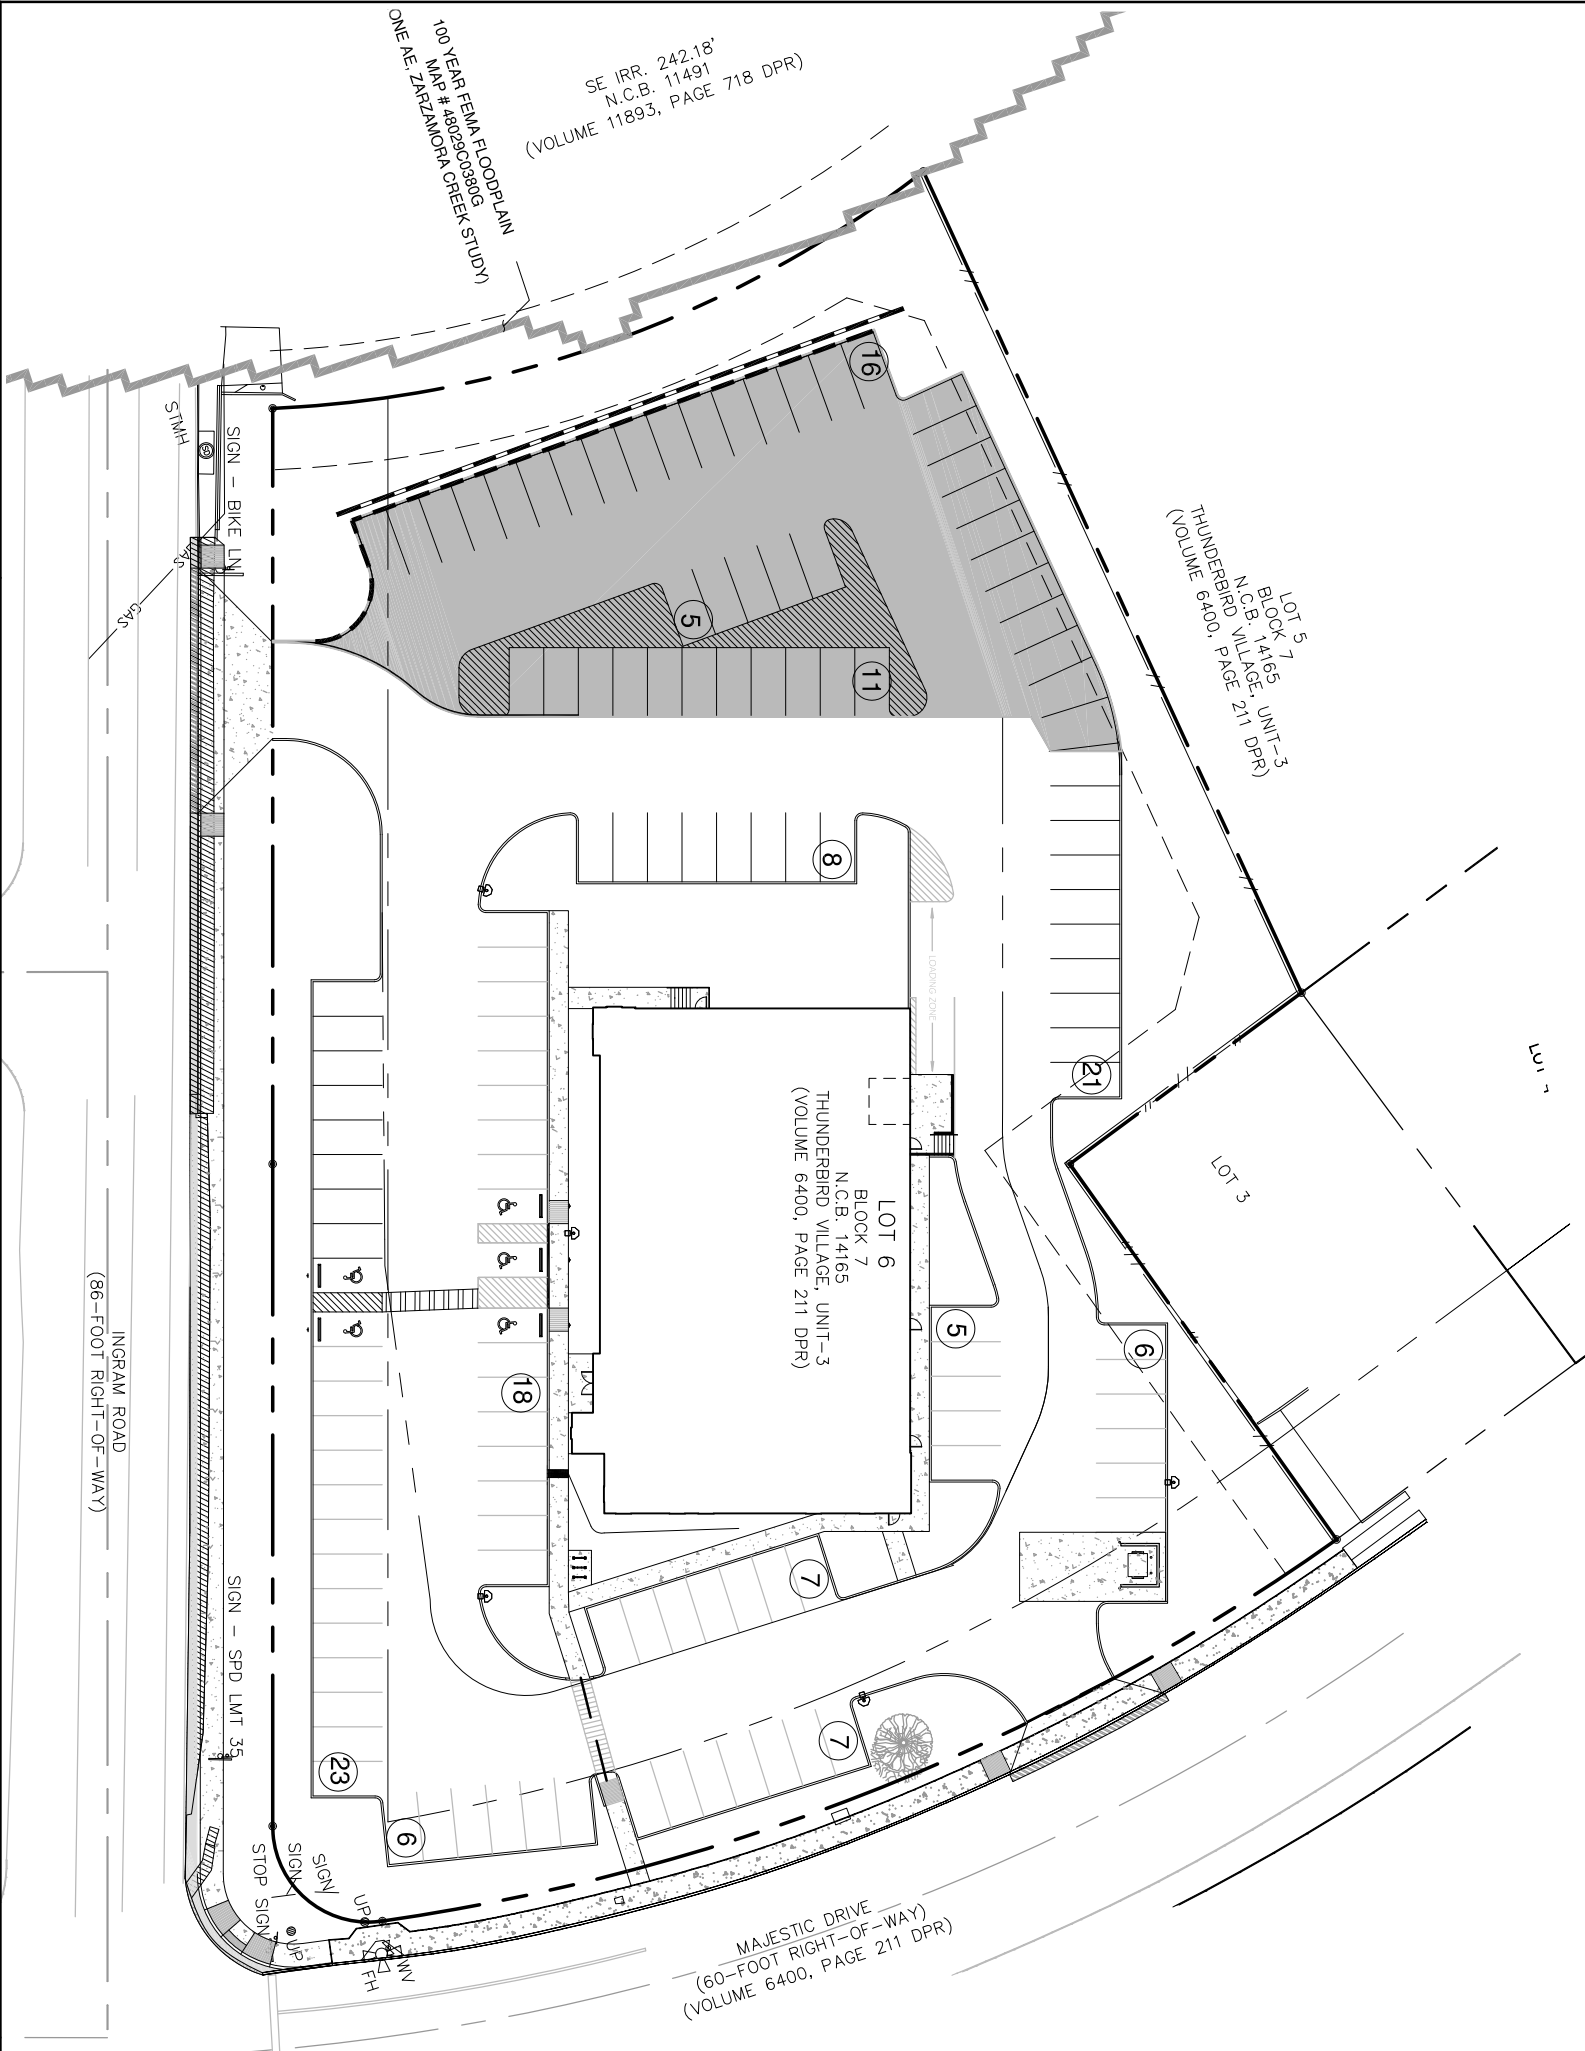 SE IRR. 242.18'
N.C.B. 11491
(VOLUME 11893, PAGE 718 DPR)
100 YEAR FEMA FLOODPLAIN
MAP # 48029C0380G
ONE AE, ZARZAMORA CREEK STUDY)
LOT 5
BLOCK 7
N.C.B. 14165
THUNDERBIRD VILLAGE, UNIT-3
(VOLUME 6400, PAGE 211 DPR)
16
STMH
SD
SIGN - BIKE LN
GAS
5
11
8
LOADING ZONE
21
LOT 3
LOT 6
BLOCK 7
N.C.B. 14165
THUNDERBIRD VILLAGE, UNIT-3
(VOLUME 6400, PAGE 211 DPR)
5
6
18
7
7
23
6
INGRAM ROAD
(86-FOOT RIGHT-OF-WAY)
SIGN - SPD LMT 35
SIGN
SIGN
STOP SIGN
UP
UP
WV
FH
MAJESTIC DRIVE
(60-FOOT RIGHT-OF-WAY)
(VOLUME 6400, PAGE 211 DPR)